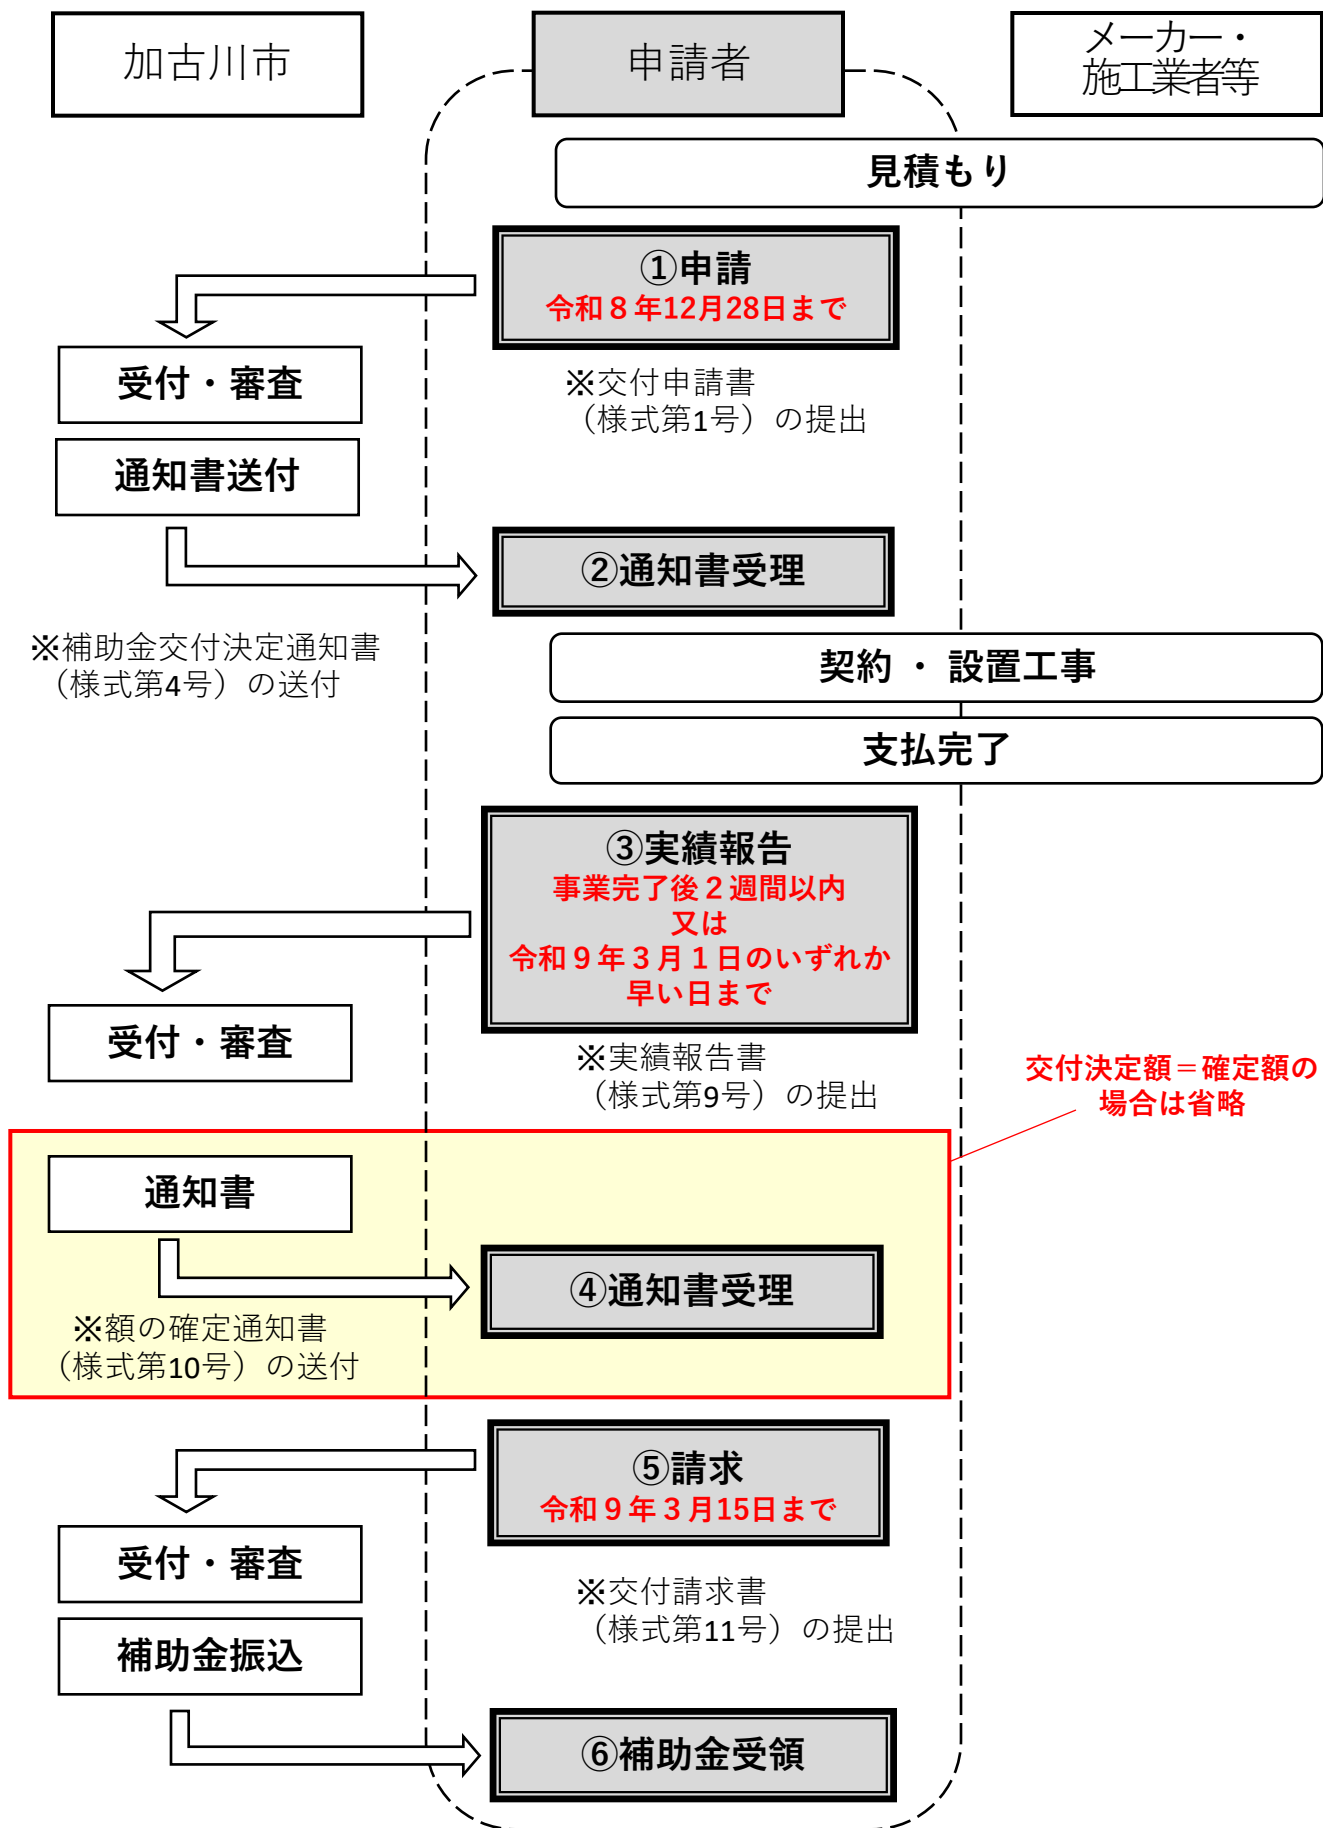 加古川市
申請者
メーカー・
施工業者等
見積もり
①申請
令和８年12月28日まで
受付・審査
※交付申請書
（様式第1号）の提出
通知書送付
②通知書受理
※補助金交付決定通知書
（様式第4号）の送付
契約 ・ 設置工事
支払完了
③実績報告
事業完了後２週間以内
又は
令和９年３月１日のいずれか
早い日まで
受付・審査
※実績報告書
（様式第9号）の提出
交付決定額＝確定額の
場合は省略
通知書
④通知書受理
※額の確定通知書
（様式第10号）の送付
⑤請求
令和９年３月15日まで
受付・審査
※交付請求書
（様式第11号）の提出
補助金振込
⑥補助金受領